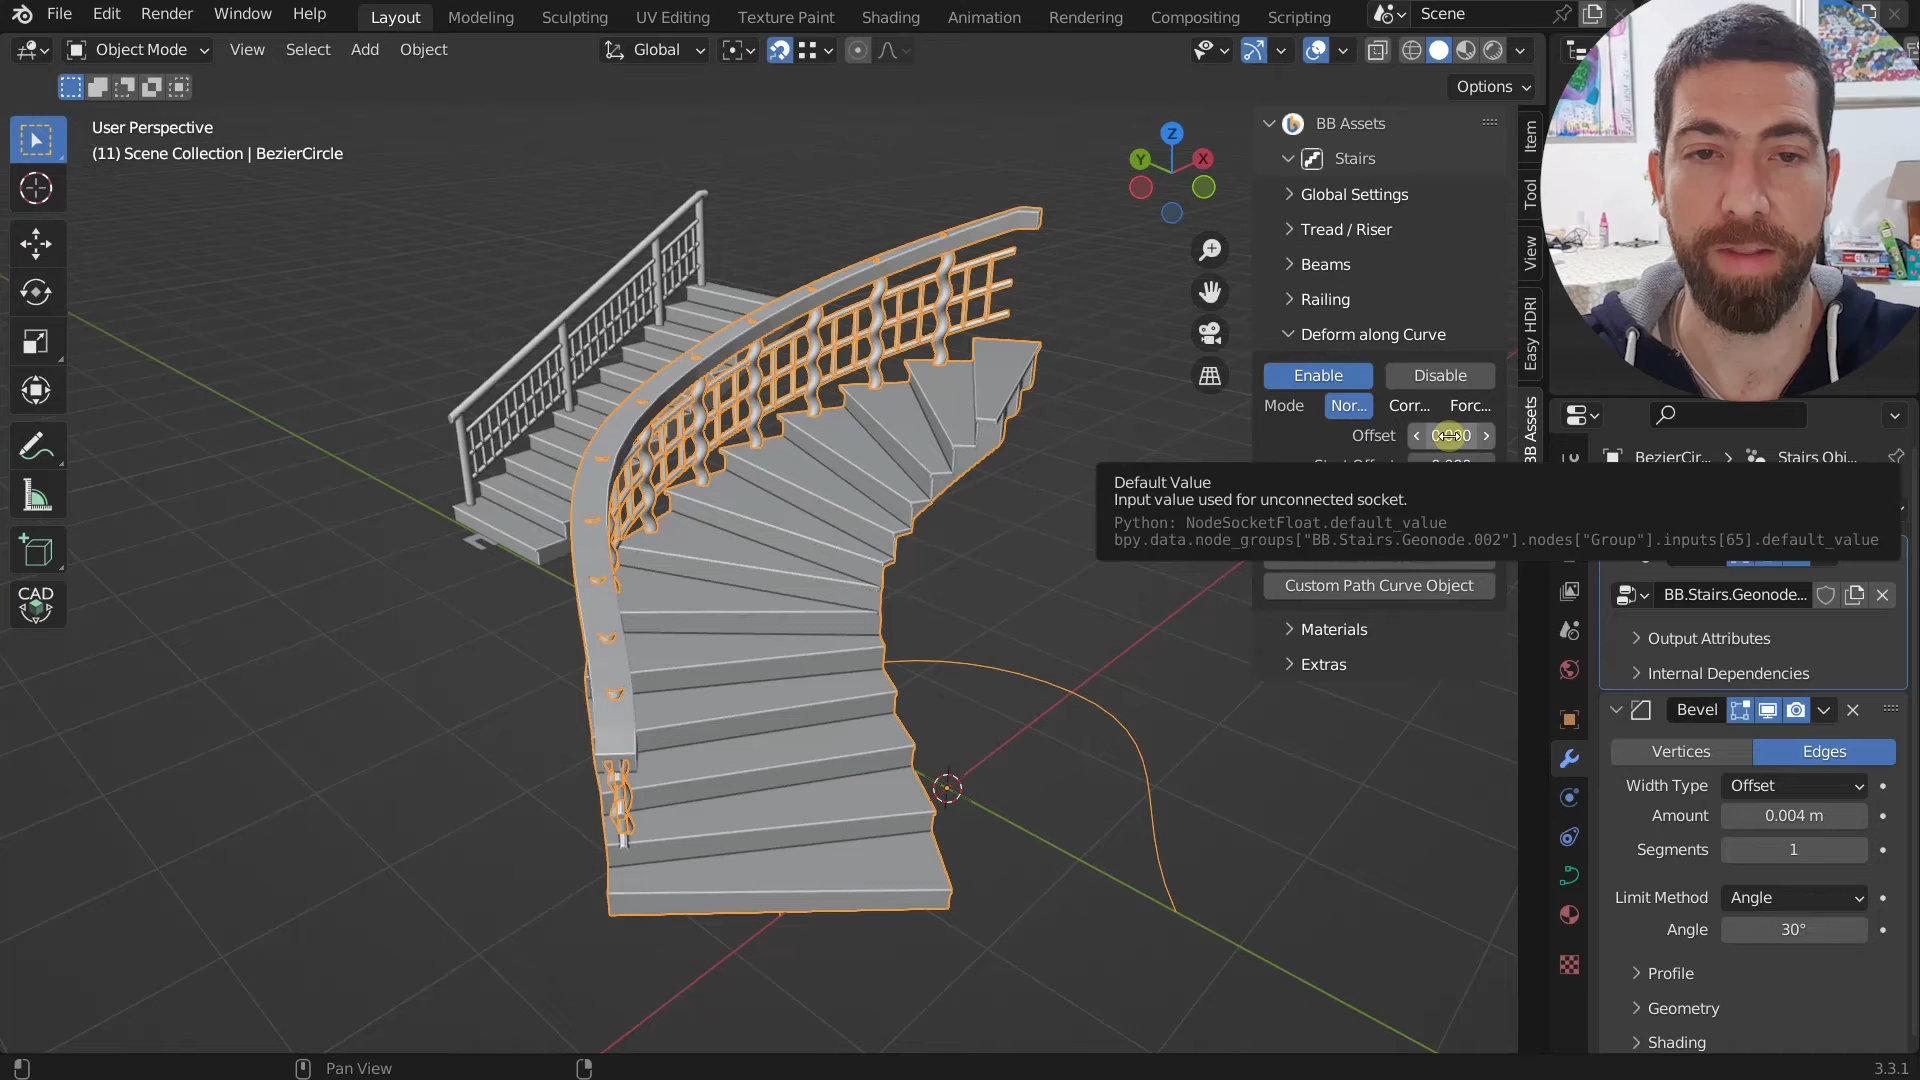 File Edit Render Window Help Layout Modeling Sculpting UV Editing Texture Paint Shading Animation Rendering Compositing Scripting Scene
Object Mode View Select Add Object Global
Options
User Perspective
(11) Scene Collection | BezierCircle
Z
Y X
CAD
BB Assets
Stairs
Global Settings
Tread / Riser
Beams
Railing
Deform along Curve
Enable Disable
Mode Nor... Corr... Forc...
Offset
Default Value
Input value used for unconnected socket.
Python: NodeSocketFloat.default_value
bpy.data.node_groups["BB.Stairs.Geonode.002"].nodes["Group"].inputs[65].default_value
Custom Path Curve Object
Materials
Extras
Item
Tool
View
Easy HDRI
BB Assets
BezierCir... Stairs Obj...
BB.Stairs.Geonode...
Output Attributes
Internal Dependencies
Bevel
Vertices Edges
Width Type Offset
Amount 0.004 m
Segments 1
Limit Method Angle
Angle 30°
Profile
Geometry
Shading
Pan View 3.3.1